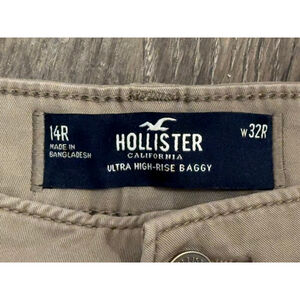 14R
MADE IN
BANGLADESH
HOLLISTER
CALIFORNIA
ULTRA HIGH-RISE BAGGY
W32R